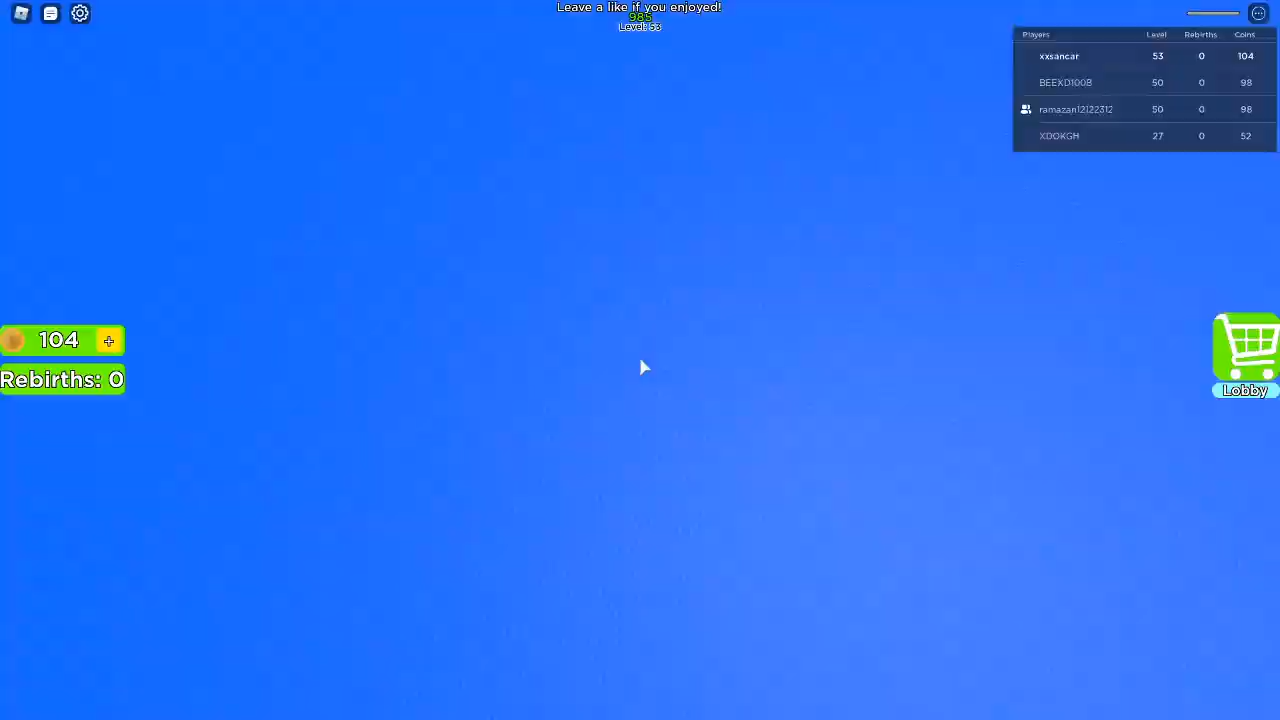 Leave a like if you enjoyed!
985
Level: 53
Players Level Rebirths Coins
xxsancar 53 0 104
BEEXD1008 50 0 98
ramazan12122312 50 0 98
XDOKGH 27 0 52
104 +
Rebirths: 0
Lobby